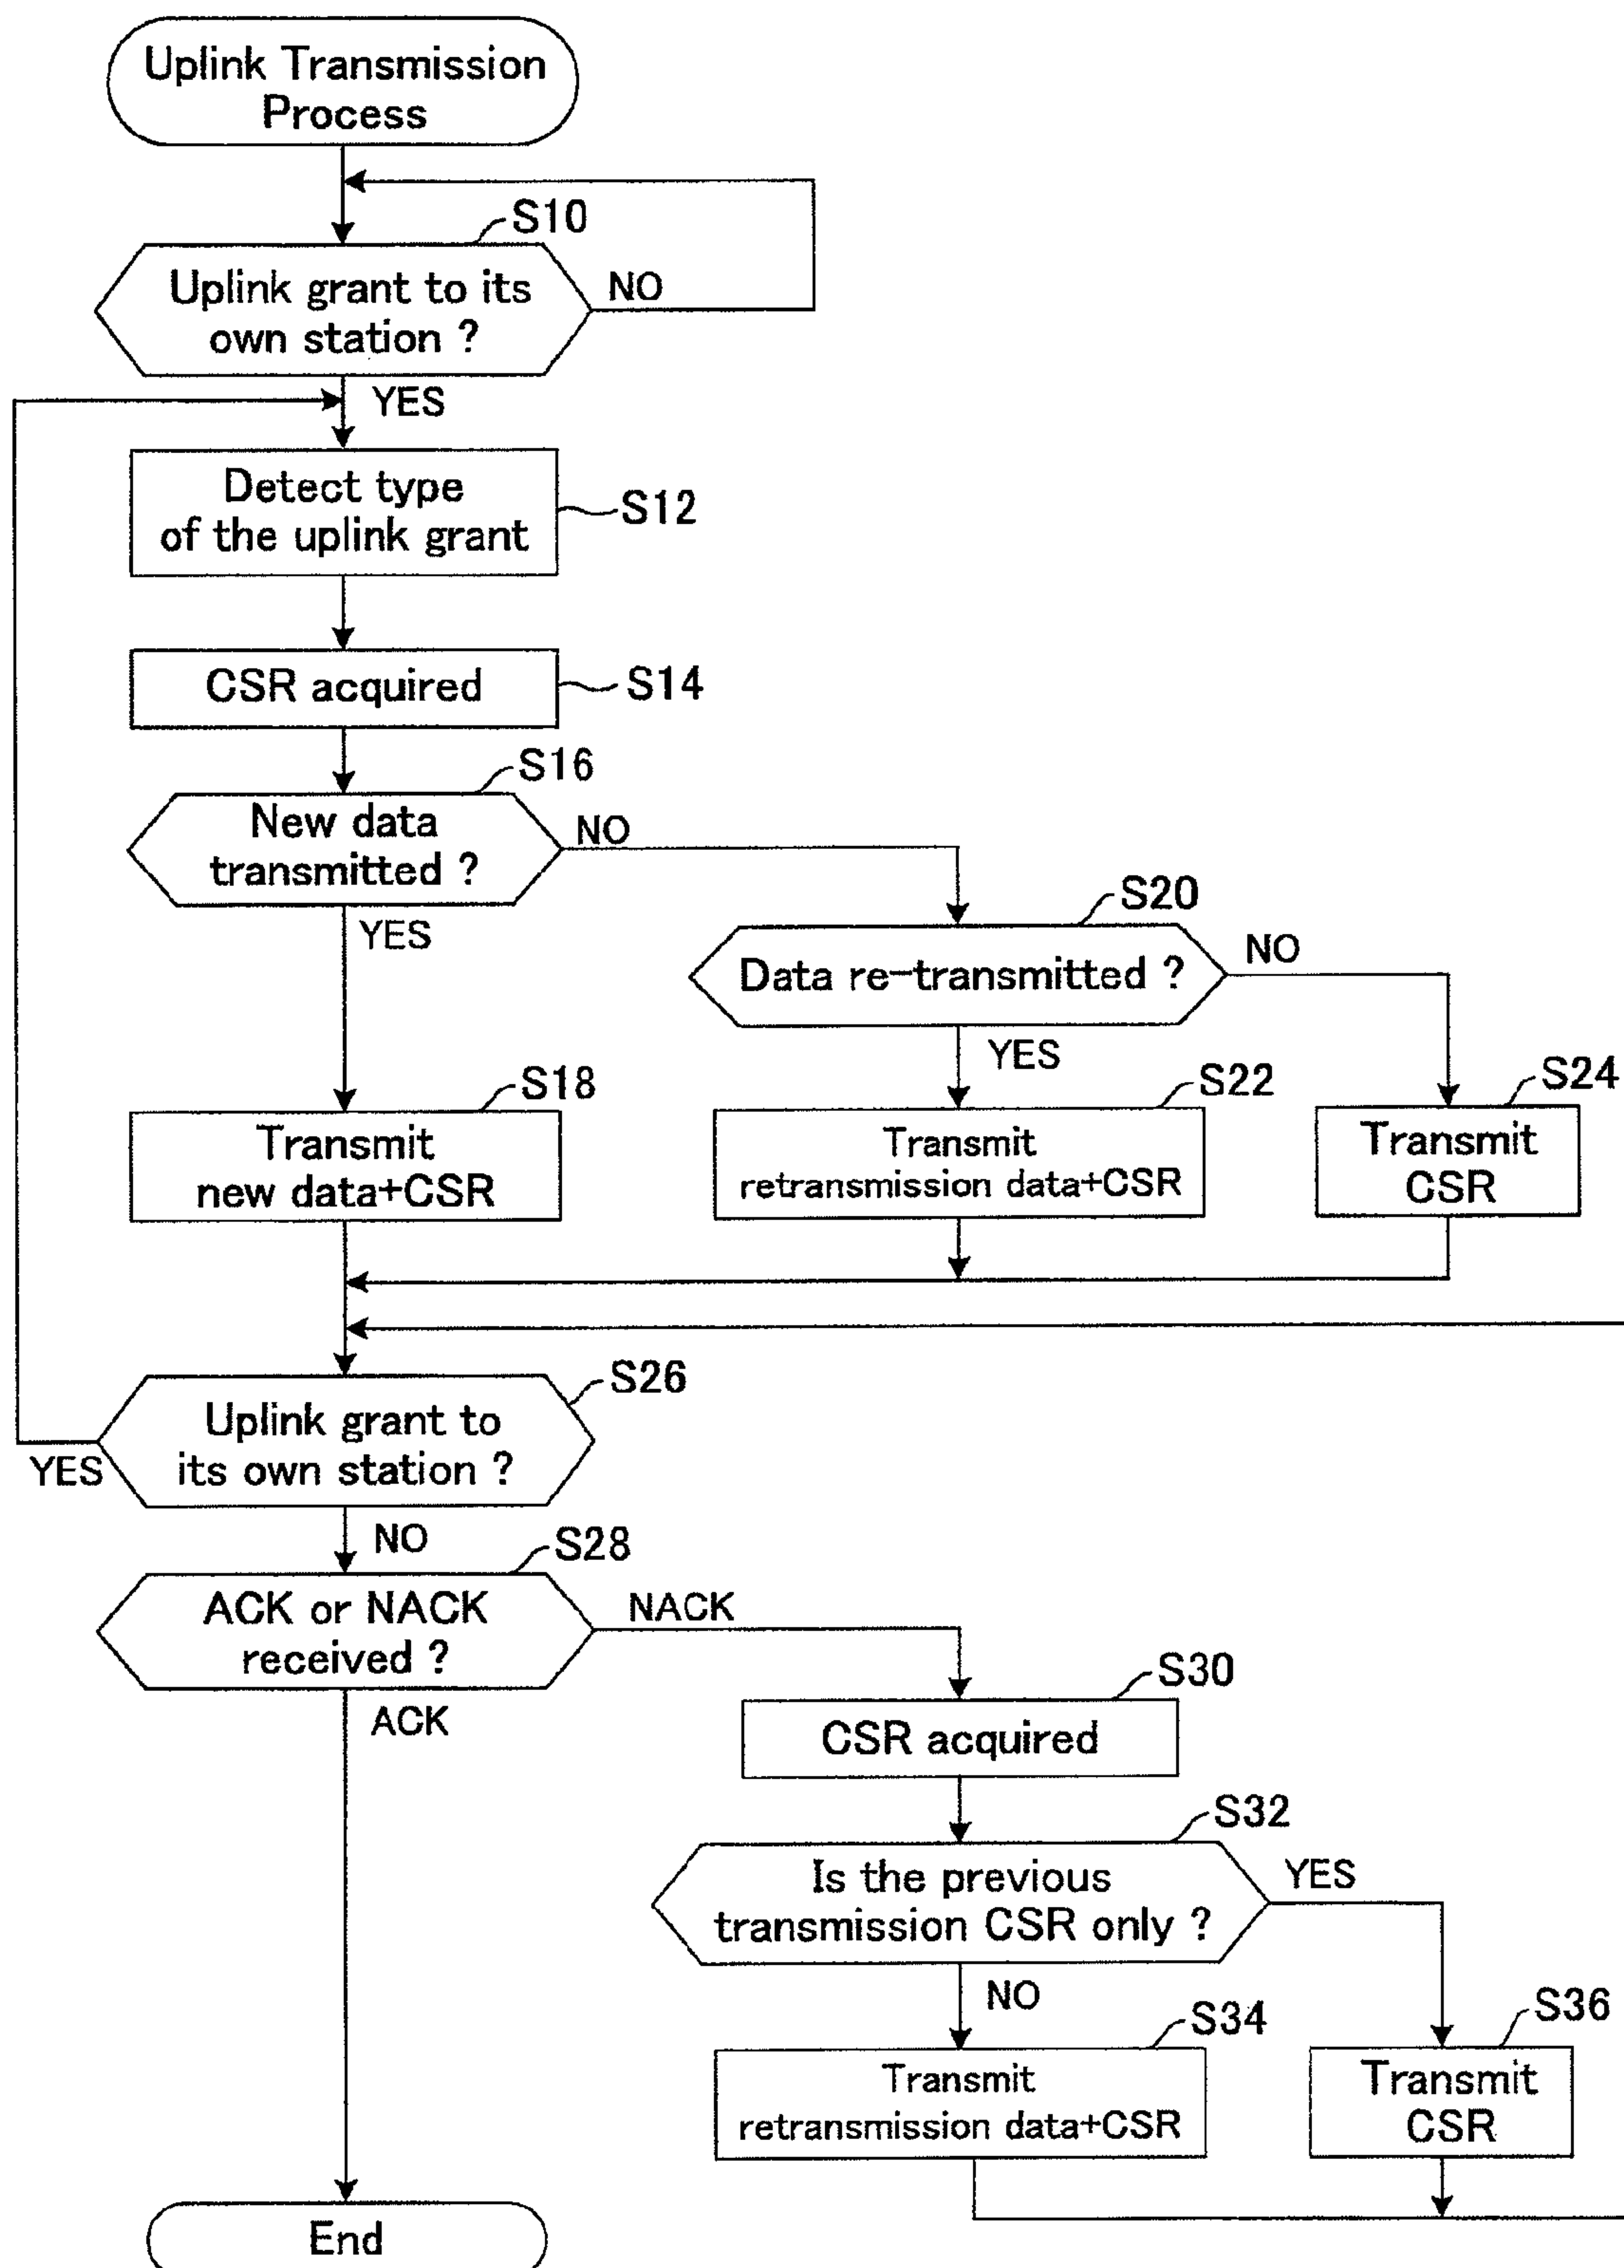 Uplink Transmission
Process
S10
Uplink grant to its
own station ?
NO
YES
Detect type
of the uplink grant
S12
CSR acquired
S14
S16
New data
transmitted ?
NO
YES
S20
Data re-transmitted ?
NO
YES
S18
Transmit
new data+CSR
S22
Transmit
retransmission data+CSR
S24
Transmit
CSR
S26
Uplink grant to
its own station ?
YES
NO
S28
ACK or NACK
received ?
NACK
ACK
S30
CSR acquired
S32
Is the previous
transmission CSR only ?
YES
NO
S34
Transmit
retransmission data+CSR
S36
Transmit
CSR
End